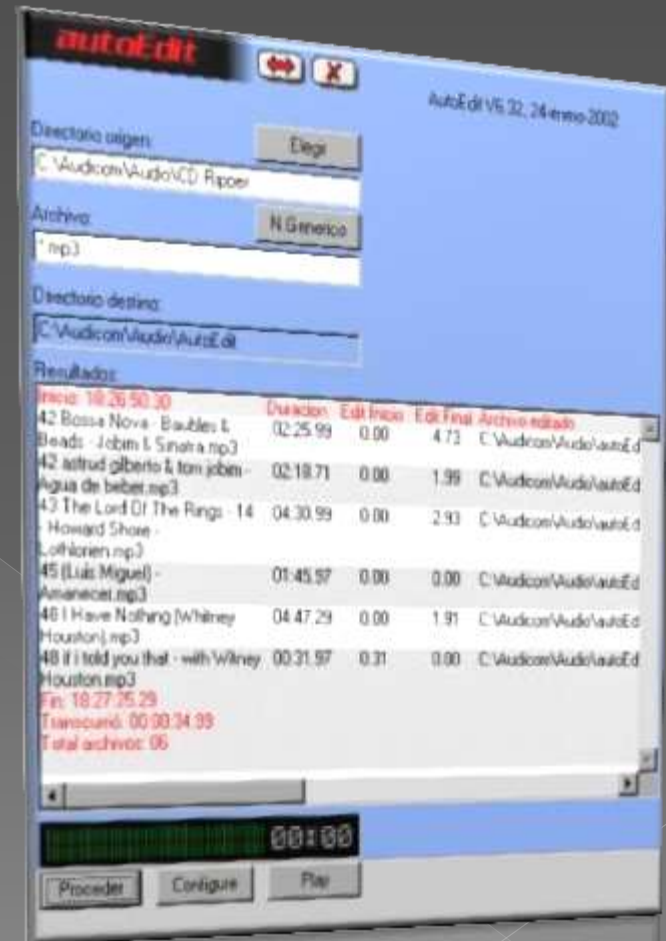 autoEdit
AutoEdit V6.32, 24-enero-2002
Directorio origen:
Elegir
C:\Audicom\Audio\CD Ripper
Archivo:
N.Generico
*.mp3
Directorio destino:
C:\Audicom\Audio\AutoEdit
Resultados:
Inicio: 18:26:50.30 Duracion Edit Inicio Edit Final Archivo editado
42 Bossa Nova - Baubles & 02:25.99 0.00 4.73 C:\Audicom\Audio\autoEd
Beads - Jobim & Sinatra.mp3
42 astrud gilberto & tom jobim - 02:18.71 0.00 1.99 C:\Audicom\Audio\autoEd
Agua de beber.mp3
43 The Lord Of The Rings - 14 04:30.99 0.00 2.93 C:\Audicom\Audio\autoEd
- Howard Shore -
Lothlorien.mp3
45 (Luis Miguel) - 01:45.97 0.00 0.00 C:\Audicom\Audio\autoEd
Amanecer.mp3
46 I Have Nothing (Whitney 04:47.29 0.00 1.91 C:\Audicom\Audio\autoEd
Houston).mp3
48 if i told you that - with Witney 00:31.97 0.31 0.00 C:\Audicom\Audio\autoEd
Houston.mp3
Fin: 18:27:25.29
Transcurrió: 00:00:34.99
Total archivos: 06
00:00
Proceder
Configure
Play